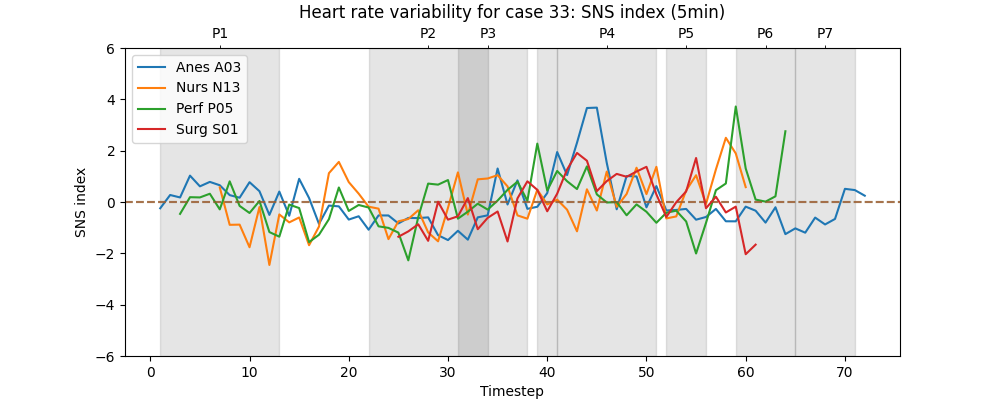 Heart rate variability for case 33: SNS index (5min)
P1 P2 P3 P4 P5 P6 P7
6
4
2
0
−2
−4
−6
SNS index
Anes A03
Nurs N13
Perf P05
Surg S01
0 10 20 30 40 50 60 70
Timestep